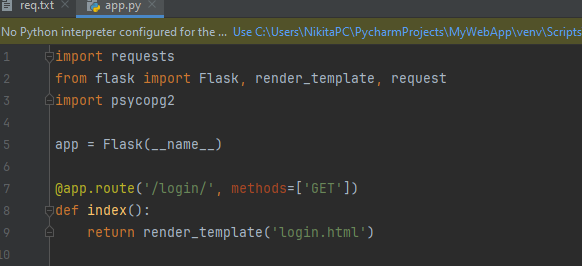 req.txt app.py
No Python interpreter configured for the ... Use C:\Users\NikitaPC\PycharmProjects\MyWebApp\venv\Scripts
1 import requests
2 from flask import Flask, render_template, request
3 import psycopg2
4
5 app = Flask(__name__)
6
7 @app.route('/login/', methods=['GET'])
8 def index():
9 return render_template('login.html')
10